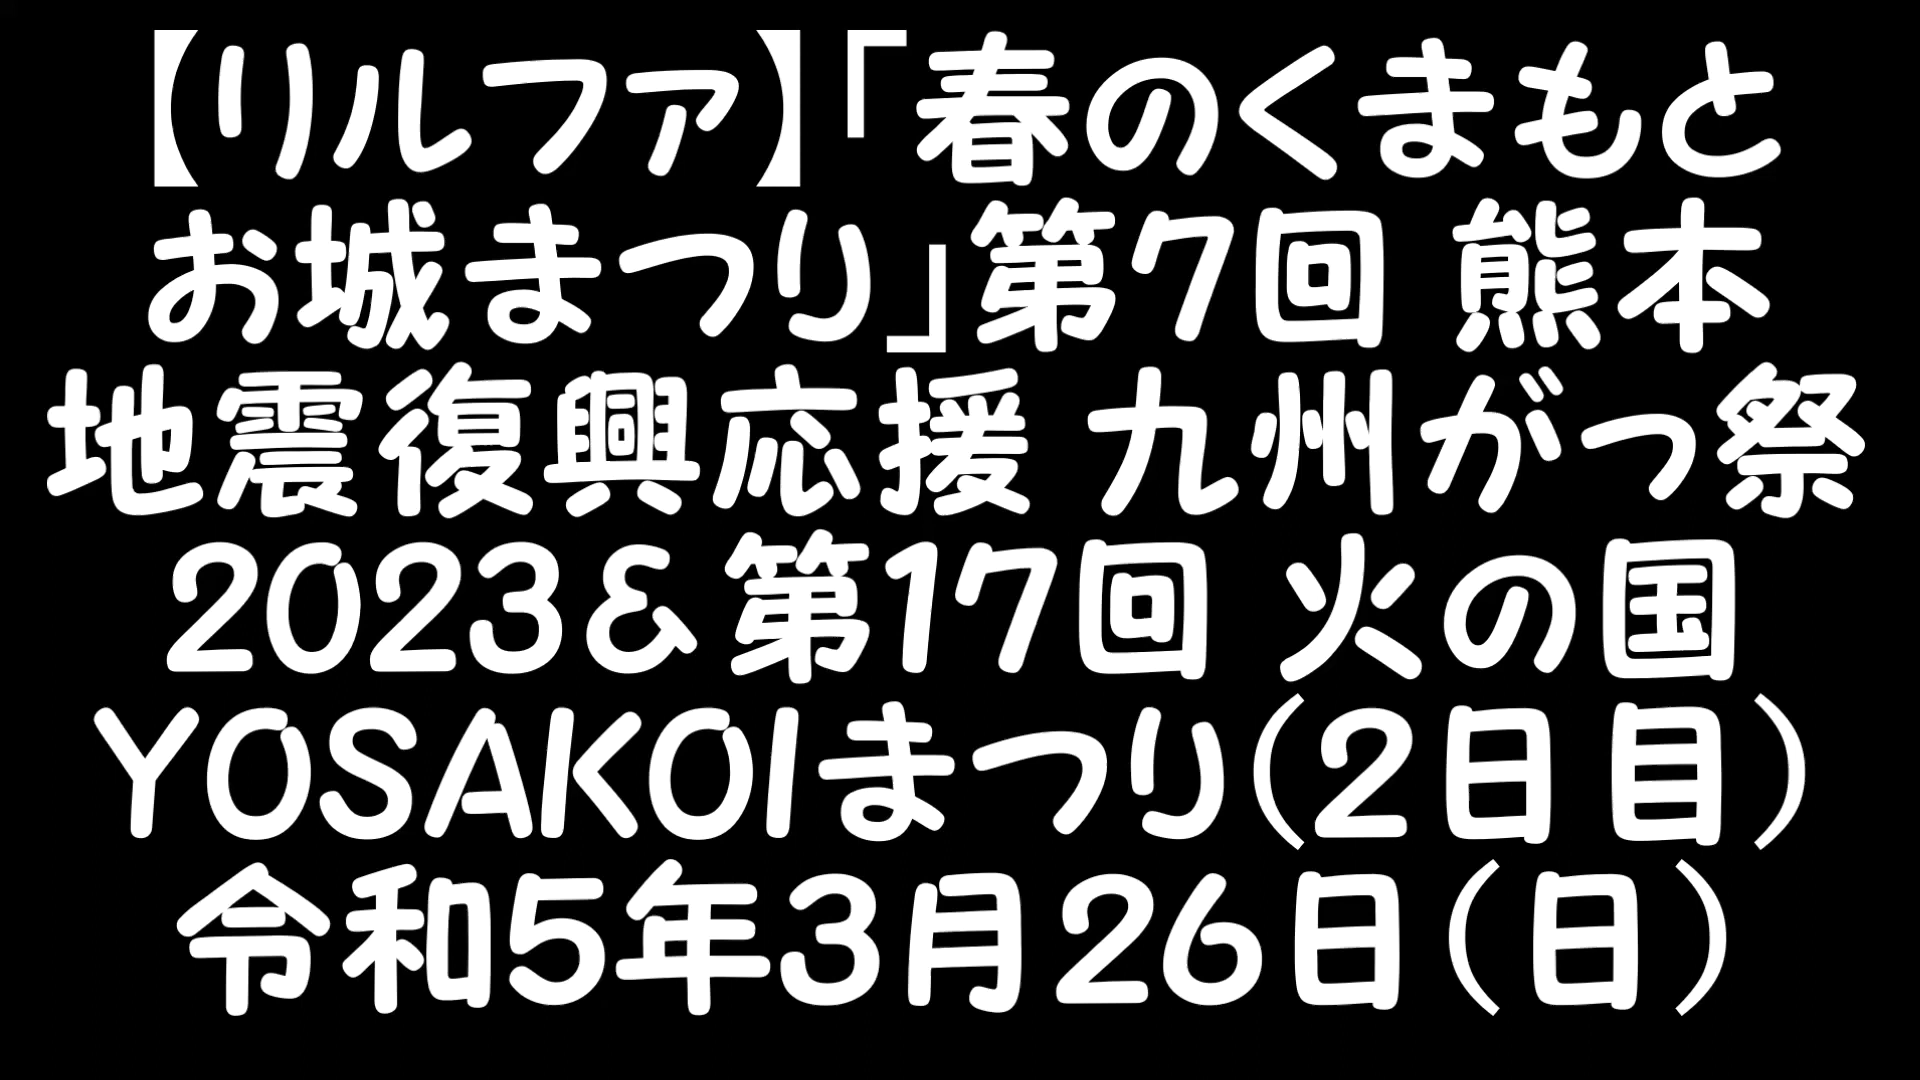 【リルファ】「春のくまもと
お城まつり」第7回 熊本
地震復興応援 九州がっ祭
2023&第17回 火の国
YOSAKOIまつり(2日目)
令和5年3月26日(日)